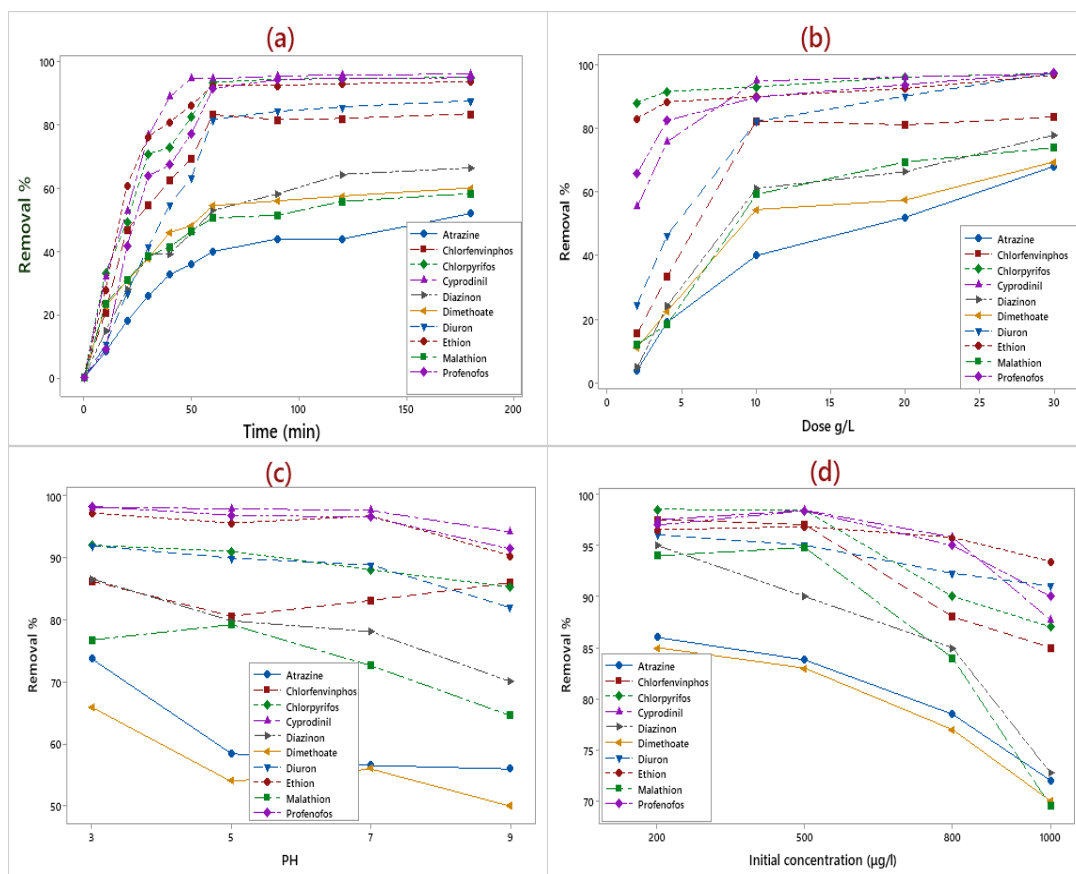 (a)
Removal %
100
80
60
40
20
0
0
50
100
150
200
Time (min)
Atrazine
Chlorfenvinphos
Chlorpyrifos
Cyprodinil
Diazinon
Dimethoate
Diuron
Ethion
Malathion
Profenofos
(b)
Removal %
100
80
60
40
20
0
0
5
10
20
30
Dose g/L
Atrazine
Chlorfenvinphos
Chlorpyrifos
Cyprodinil
Diazinon
Dimethoate
Diuron
Ethion
Malathion
Profenofos
(c)
Removal %
100
90
80
70
60
50
3
5
7
9
PH
Atrazine
Chlorfenvinphos
Chlorpyrifos
Cyprodinil
Diazinon
Dimethoate
Diuron
Ethion
Malathion
Profenofos
(d)
Removal %
100
95
90
85
80
75
70
200
500
800
1000
Initial concentration (µg/l)
Atrazine
Chlorfenvinphos
Chlorpyrifos
Cyprodinil
Diazinon
Dimethoate
Diuron
Ethion
Malathion
Profenofos